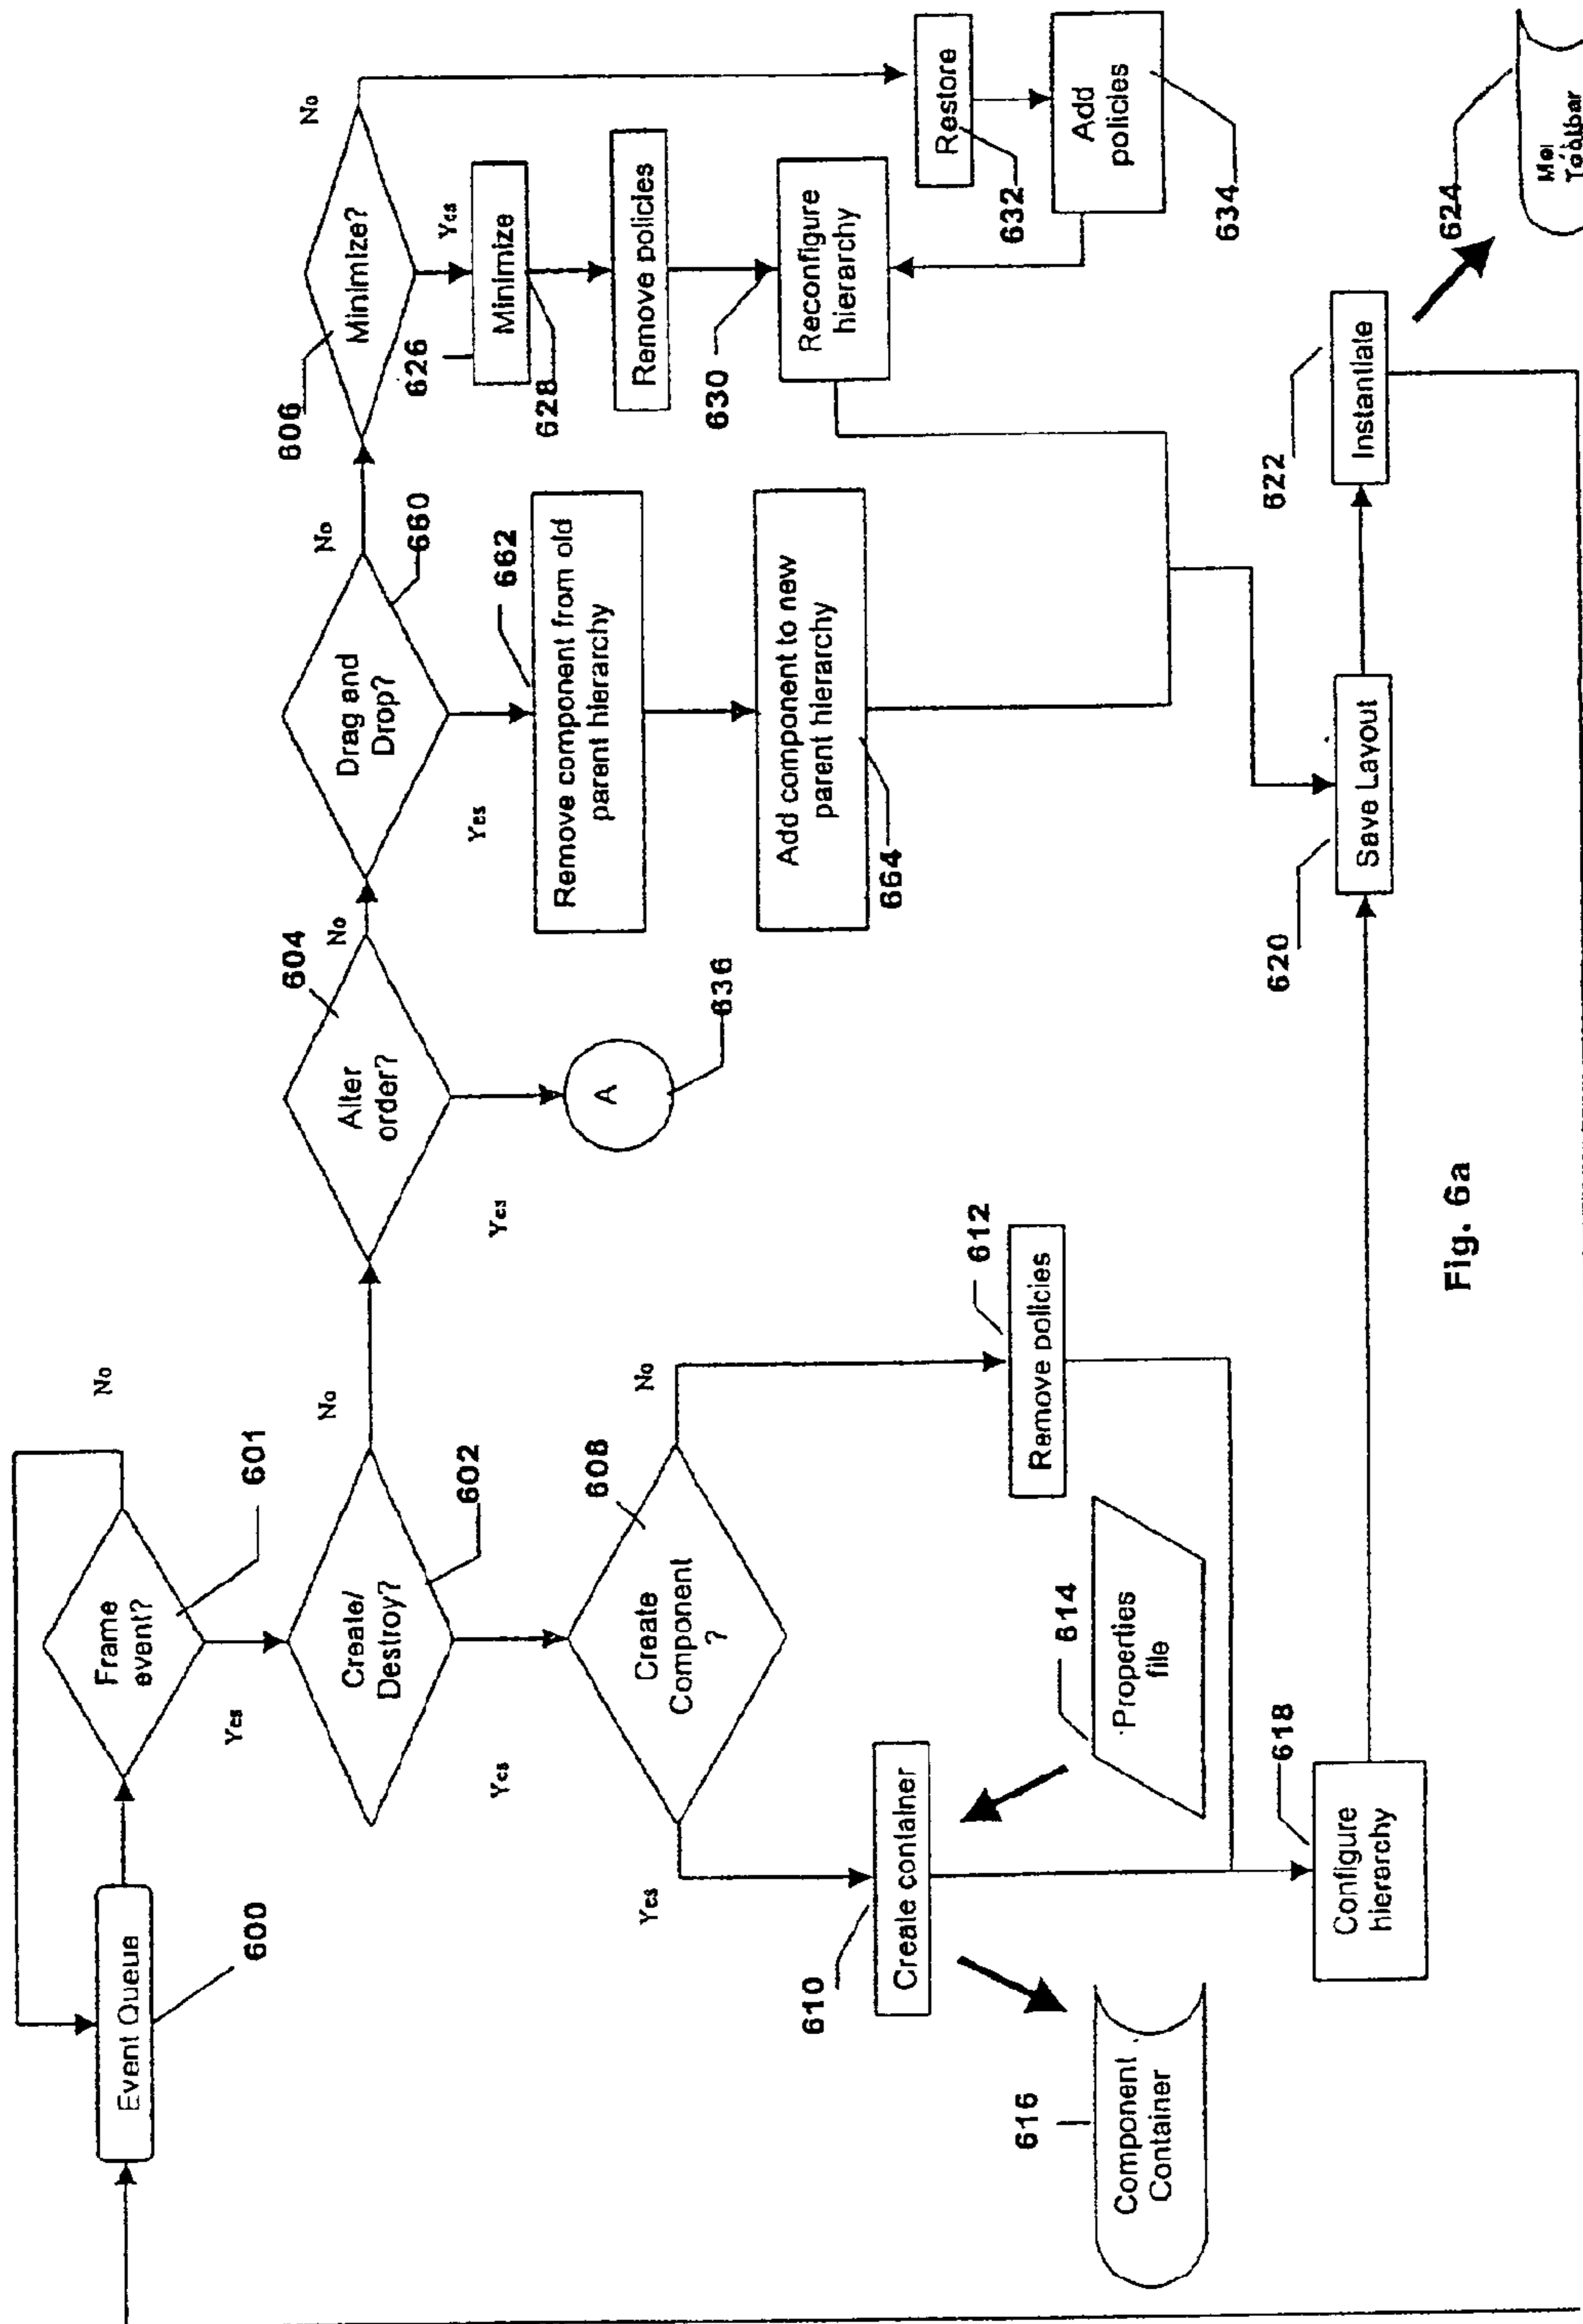 Event Queue
600
Frame
event?
601
No
Yes
Create/
Destroy?
602
No
Yes
Alter
order?
604
No
Yes
A
636
Drag and
Drop?
660
No
Yes
Remove component from old
parent hierarchy
662
Add component to new
parent hierarchy
664
Minimize?
606
No
Yes
626
Minimize
628
Remove policies
630
Reconfigure
hierarchy
Restore
632
Add
policies
634
Create
Component
?
608
Yes
No
Create container
610
Remove policies
612
Properties
file
614
Component
Container
616
Configure
hierarchy
618
Save Layout
620
Instantiate
622
624
Toolbar
Fig. 6a